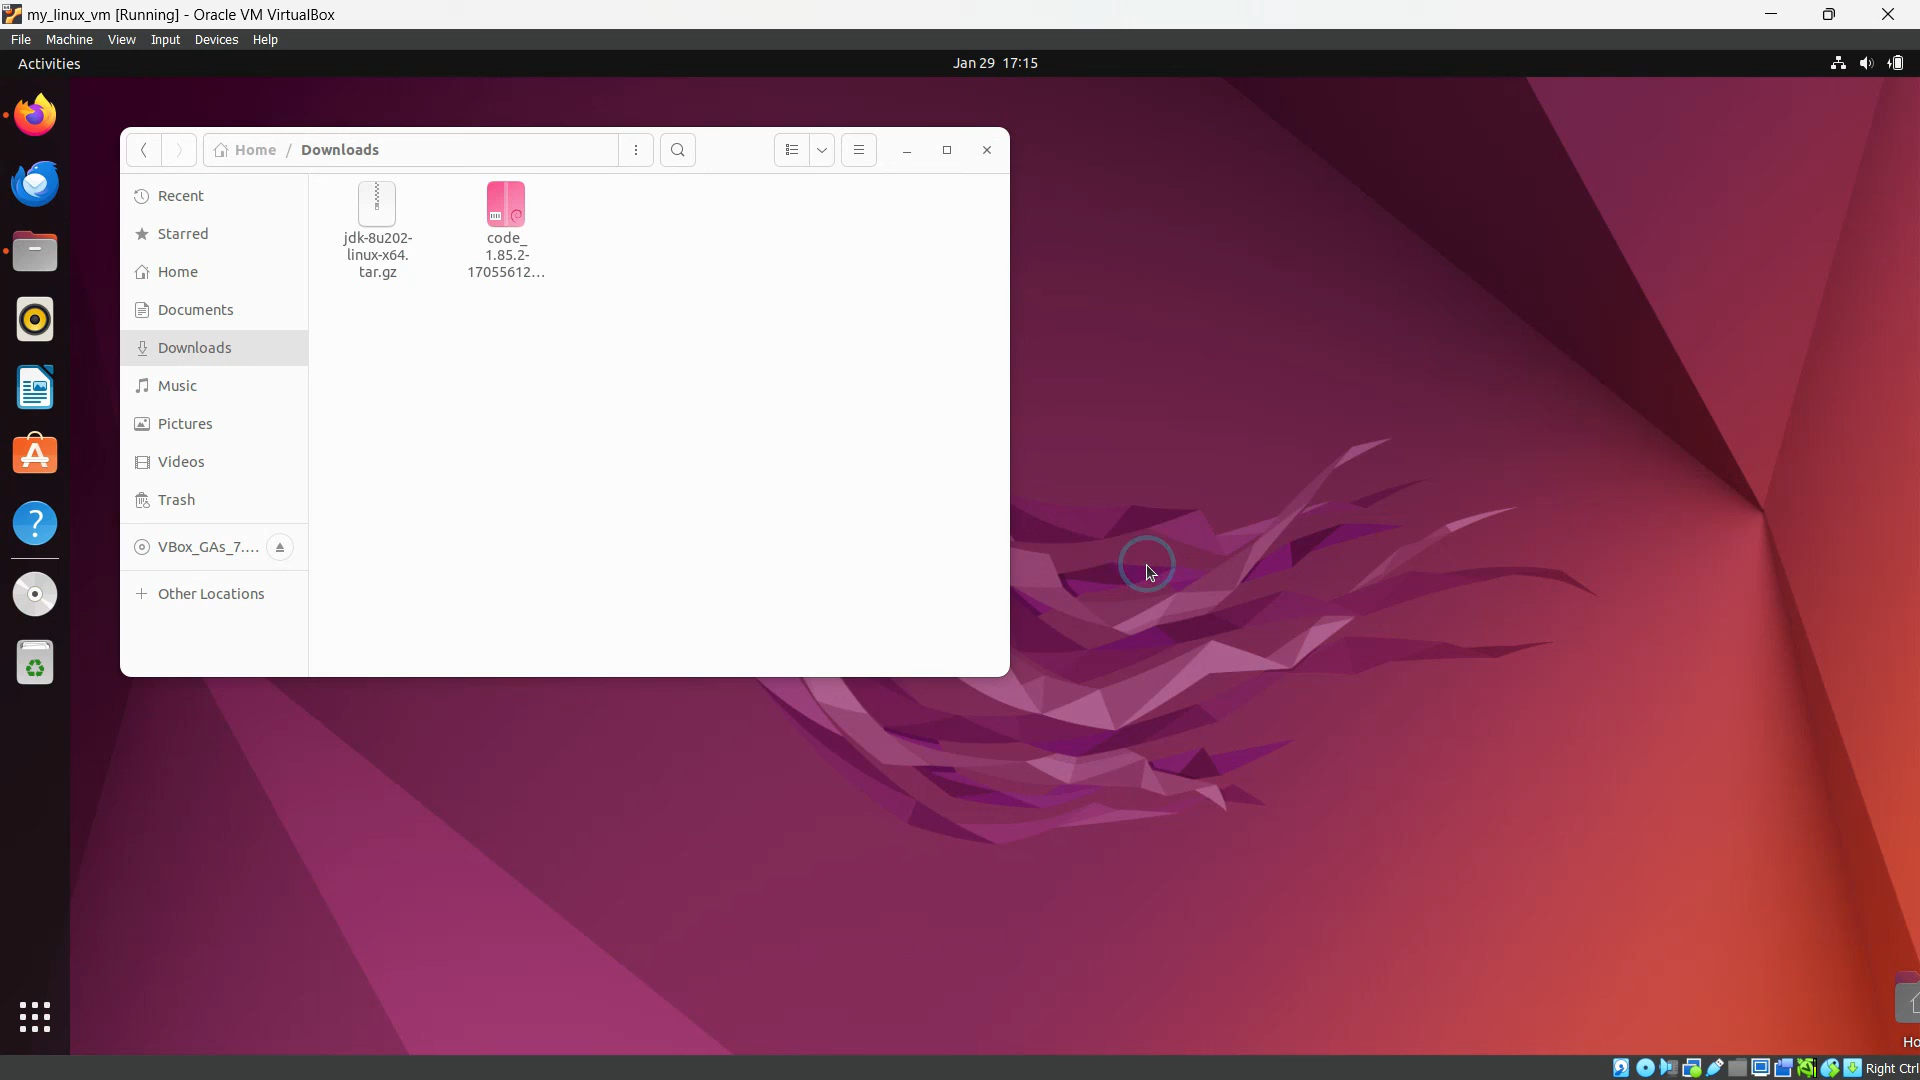 my_linux_vm [Running] - Oracle VM VirtualBox
File Machine View Input Devices Help
Activities
Jan 29 17:15
Home / Downloads
Recent
Starred
Home
Documents
Downloads
Music
Pictures
Videos
Trash
VBox_GAs_7....
Other Locations
jdk-8u202-
linux-x64.
tar.gz
code_
1.85.2-
17055612...
Ho
Right Ctrl